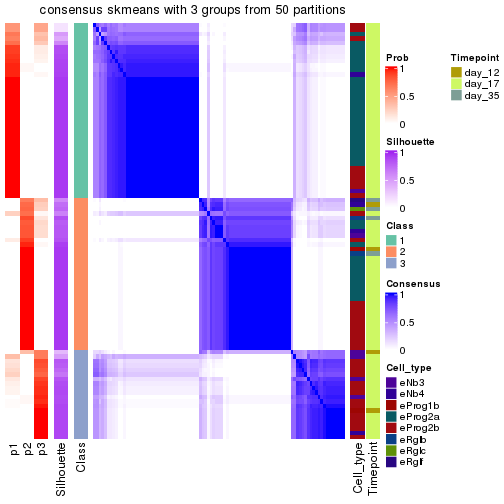 consensus skmeans with 3 groups from 50 partitions
Prob
1
0.5
0
Silhouette
1
0.5
0
Class
1
2
3
Consensus
1
0.5
0
Cell_type
eNb3
eNb4
eProg1b
eProg2a
eProg2b
eRglb
eRglc
eRglf
Timepoint
day_12
day_17
day_35
p1
p2
p3
Silhouette
Class
Cell_type
Timepoint